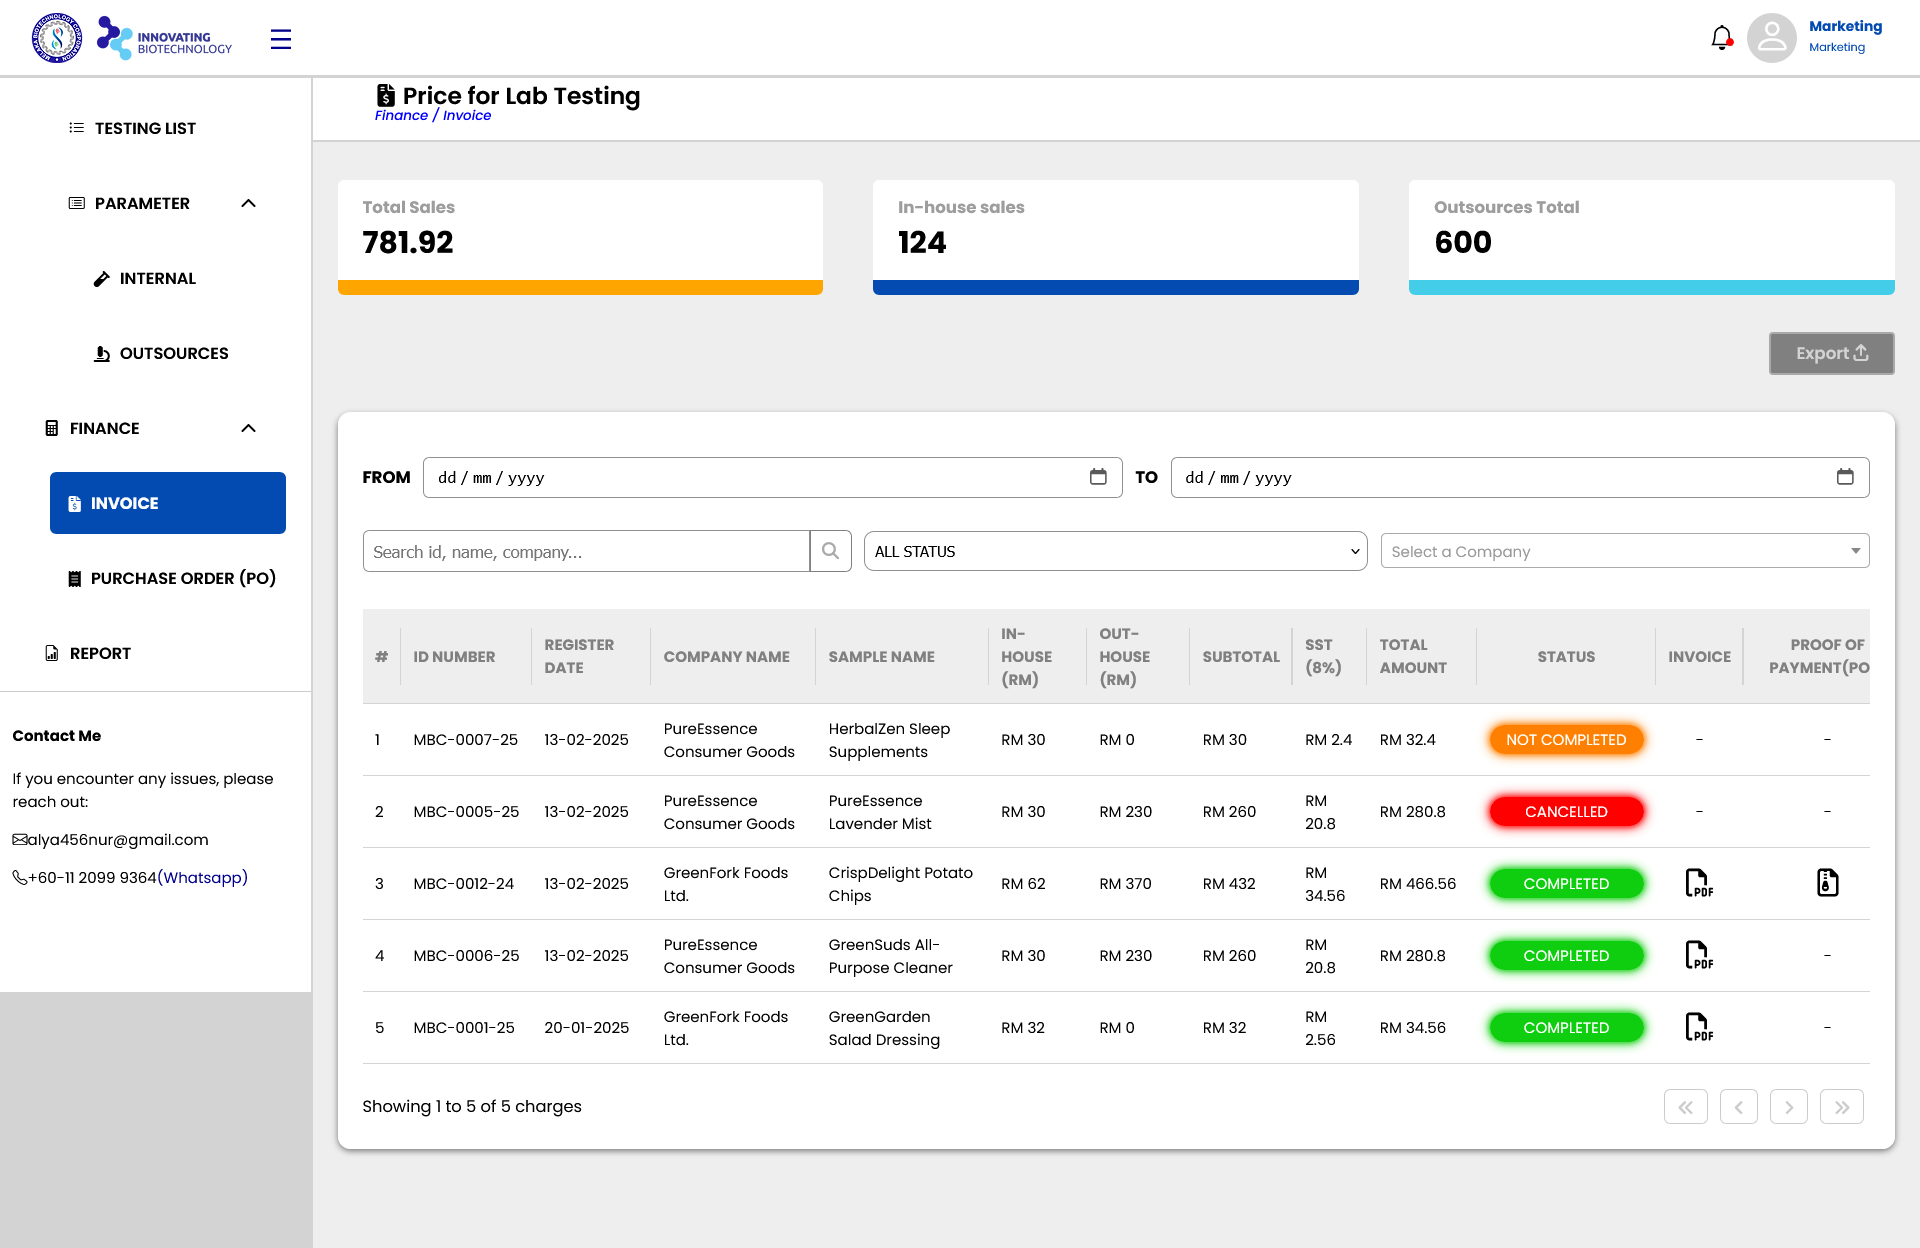 INNOVATING
BIOTECHNOLOGY
Marketing
Marketing
TESTING LIST
PARAMETER
INTERNAL
OUTSOURCES
FINANCE
INVOICE
PURCHASE ORDER (PO)
REPORT
Contact Me
If you encounter any issues, please
reach out:
alya456nur@gmail.com
+60-11 2099 9364(Whatsapp)
Price for Lab Testing
Finance / Invoice
Total Sales
781.92
In-house sales
124
Outsources Total
600
Export
FROM dd / mm / yyyy TO dd / mm / yyyy
Search id, name, company... ALL STATUS Select a Company
# ID NUMBER REGISTER DATE COMPANY NAME SAMPLE NAME IN-HOUSE (RM) OUT-HOUSE (RM) SUBTOTAL SST (8%) TOTAL AMOUNT STATUS INVOICE PROOF OF PAYMENT(PO
1 MBC-0007-25 13-02-2025 PureEssence Consumer Goods HerbalZen Sleep Supplements RM 30 RM 0 RM 30 RM 2.4 RM 32.4 NOT COMPLETED - -
2 MBC-0005-25 13-02-2025 PureEssence Consumer Goods PureEssence Lavender Mist RM 30 RM 230 RM 260 RM 20.8 RM 280.8 CANCELLED - -
3 MBC-0012-24 13-02-2025 GreenFork Foods Ltd. CrispDelight Potato Chips RM 62 RM 370 RM 432 RM 34.56 RM 466.56 COMPLETED PDF
4 MBC-0006-25 13-02-2025 PureEssence Consumer Goods GreenSuds All-Purpose Cleaner RM 30 RM 230 RM 260 RM 20.8 RM 280.8 COMPLETED PDF -
5 MBC-0001-25 20-01-2025 GreenFork Foods Ltd. GreenGarden Salad Dressing RM 32 RM 0 RM 32 RM 2.56 RM 34.56 COMPLETED PDF -
Showing 1 to 5 of 5 charges